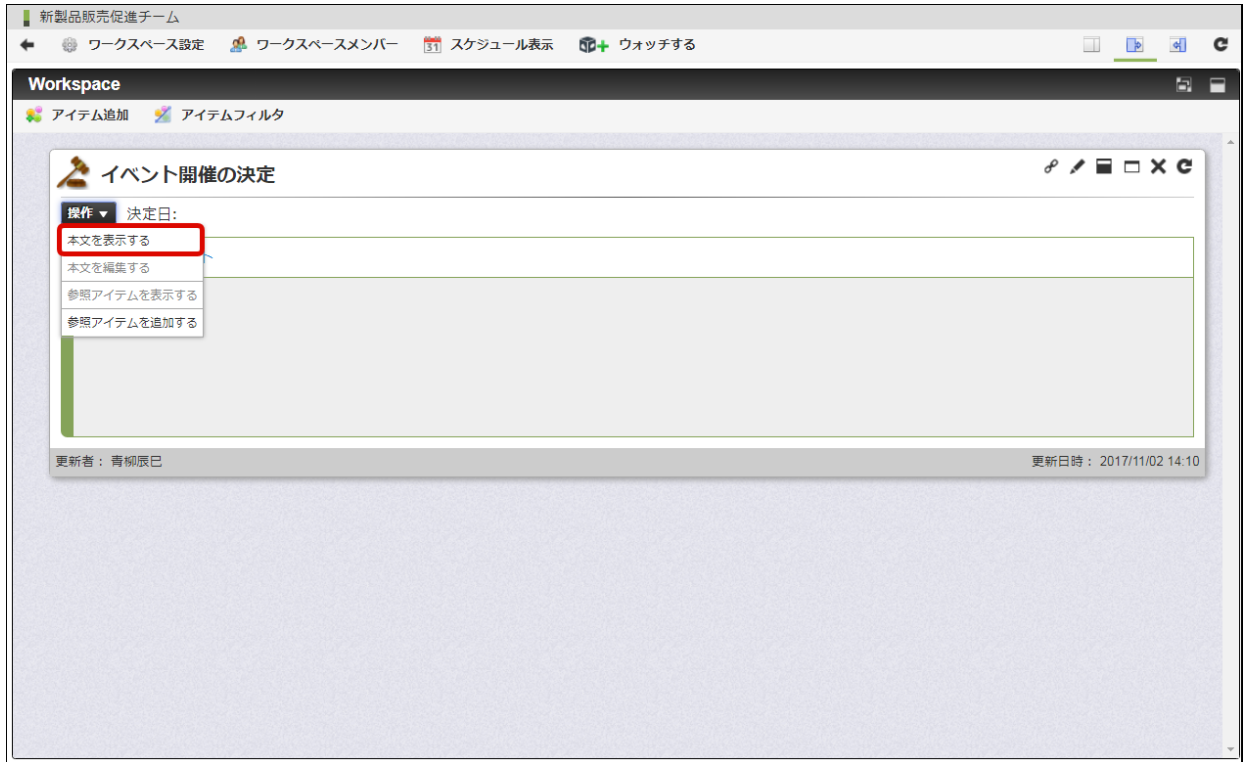 新製品販売促進チーム
ワークスペース設定 ワークスペースメンバー 31 スケジュール表示 ウォッチする
Workspace
アイテム追加 アイテムフィルタ
イベント開催の決定
操作 ▼ 決定日:
本文を表示する
本文を編集する
参照アイテムを表示する
参照アイテムを追加する
更新者: 青柳辰巳 更新日時: 2017/11/02 14:10